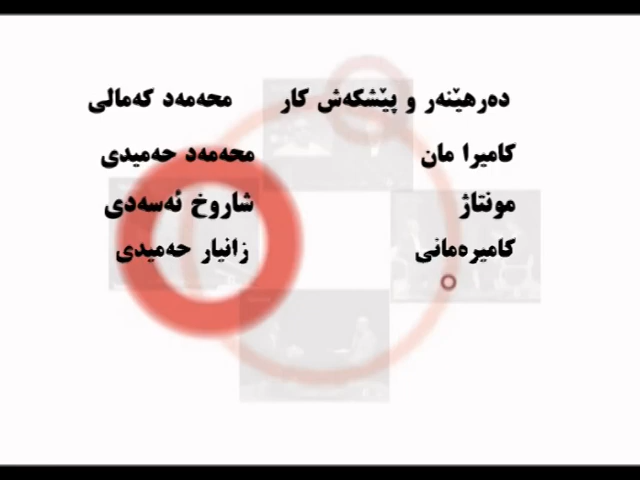 دەرهێنەر و پێشکەش کار محەمەد کەمالی
کامیرا مان محەمەد حەمیدی
مونتاژ شاروخ ئەسەدی
کامیرەمانی زانیار حەمیدی